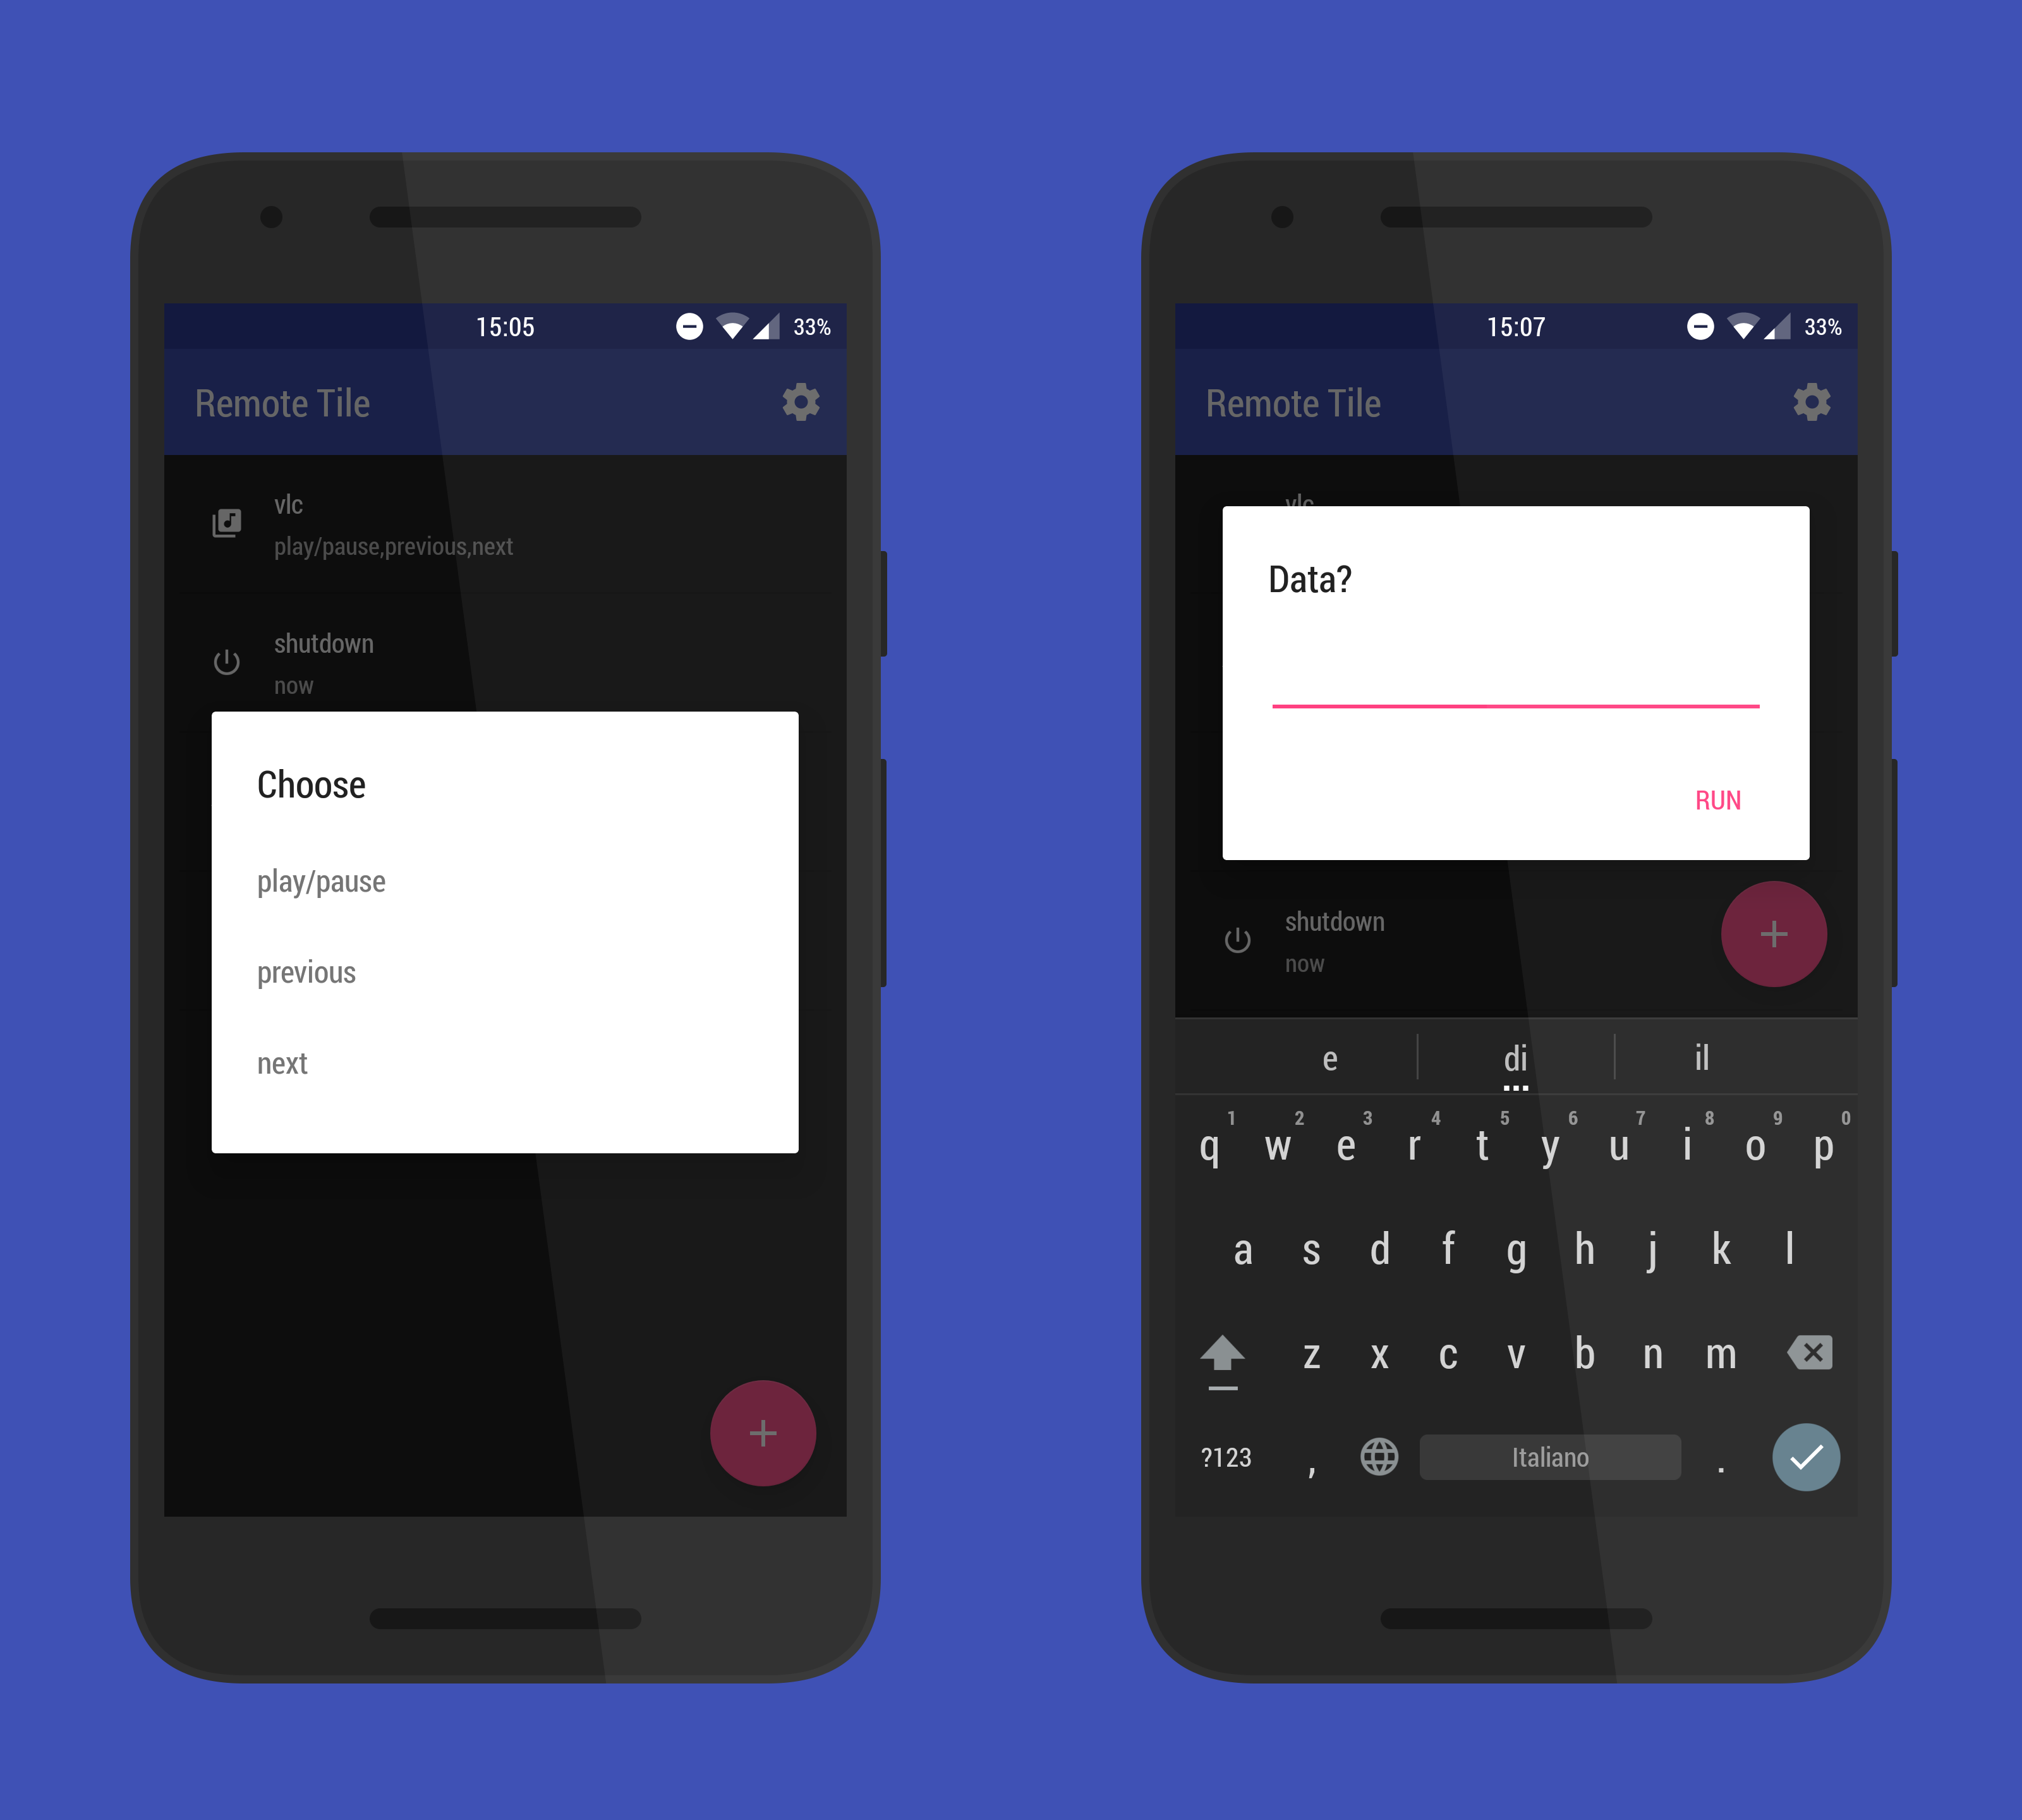 15:05
33%
Remote Tile
vlc
play/pause,previous,next
shutdown
now
Choose
play/pause
previous
next
15:07
33%
Remote Tile
vlc
Data?
RUN
shutdown
now
e di il
1 2 3 4 5 6 7 8 9 0
q w e r t y u i o p
a s d f g h j k l
z x c v b n m
?123 , Italiano .